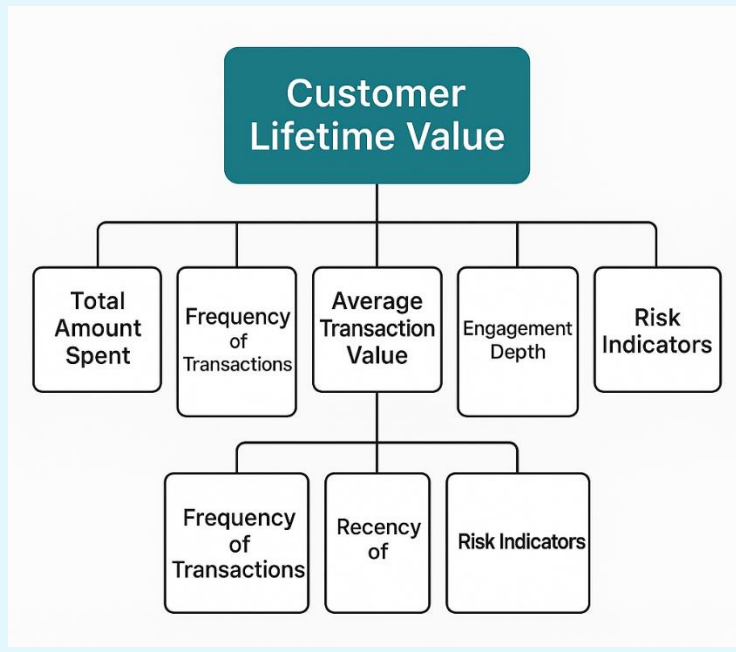 Customer
Lifetime Value
Total
Amount
Spent
Frequency
of
Transactions
Average
Transaction
Value
Engagement
Depth
Risk
Indicators
Frequency
of
Transactions
Recency
of
Risk Indicators